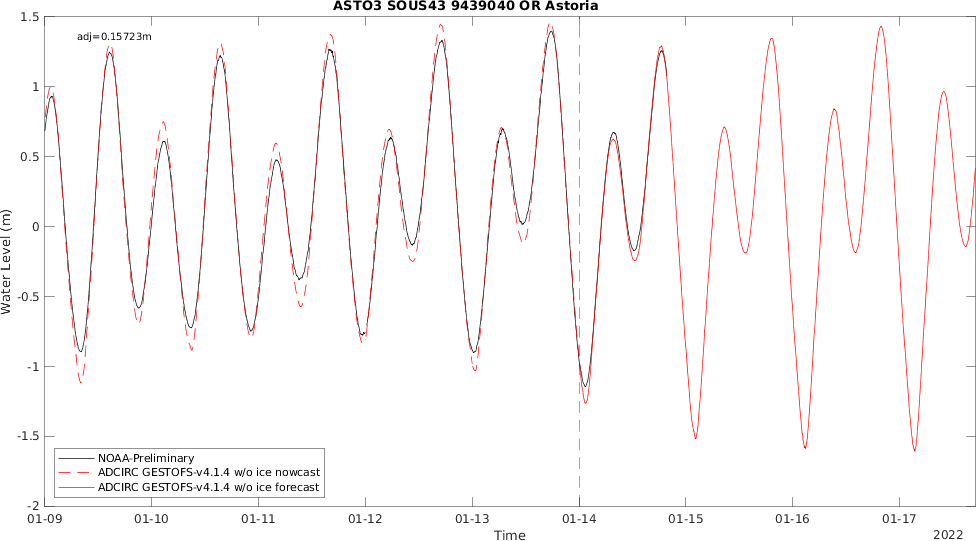 ASTO3 SOUS43 9439040 OR Astoria
adj=0.15723m
1.5
1
0.5
0
-0.5
-1
-1.5
-2
Water Level (m)
NOAA-Preliminary
ADCIRC GESTOFS-v4.1.4 w/o ice nowcast
ADCIRC GESTOFS-v4.1.4 w/o ice forecast
01-09 01-10 01-11 01-12 01-13 01-14 01-15 01-16 01-17
Time
2022